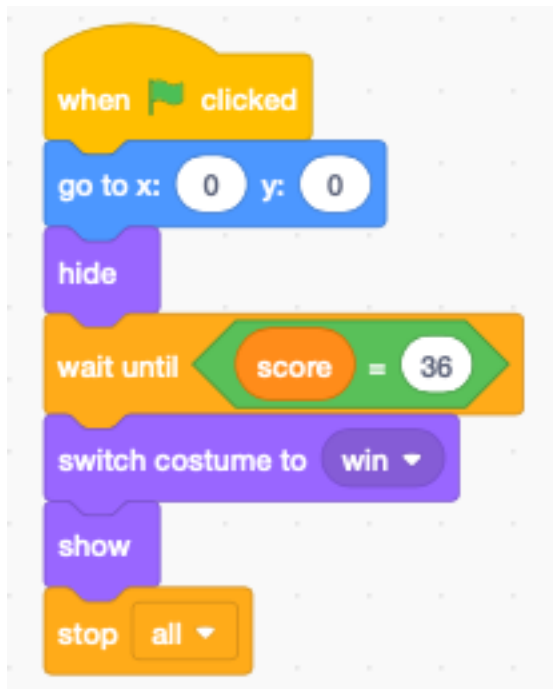 when clicked
go to x: 0 y: 0
hide
wait until score = 36
switch costume to win
show
stop all